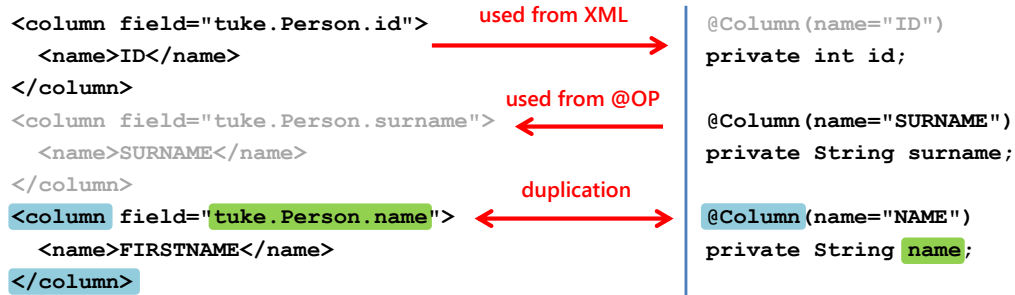 <column field="tuke.Person.id">
<name>ID</name>
</column>
<column field="tuke.Person.surname">
<name>SURNAME</name>
</column>
<column field="tuke.Person.name">
<name>FIRSTNAME</name>
</column>
used from XML
used from @OP
duplication
@Column(name="ID")
private int id;
@Column(name="SURNAME")
private String surname;
@Column(name="NAME")
private String name;